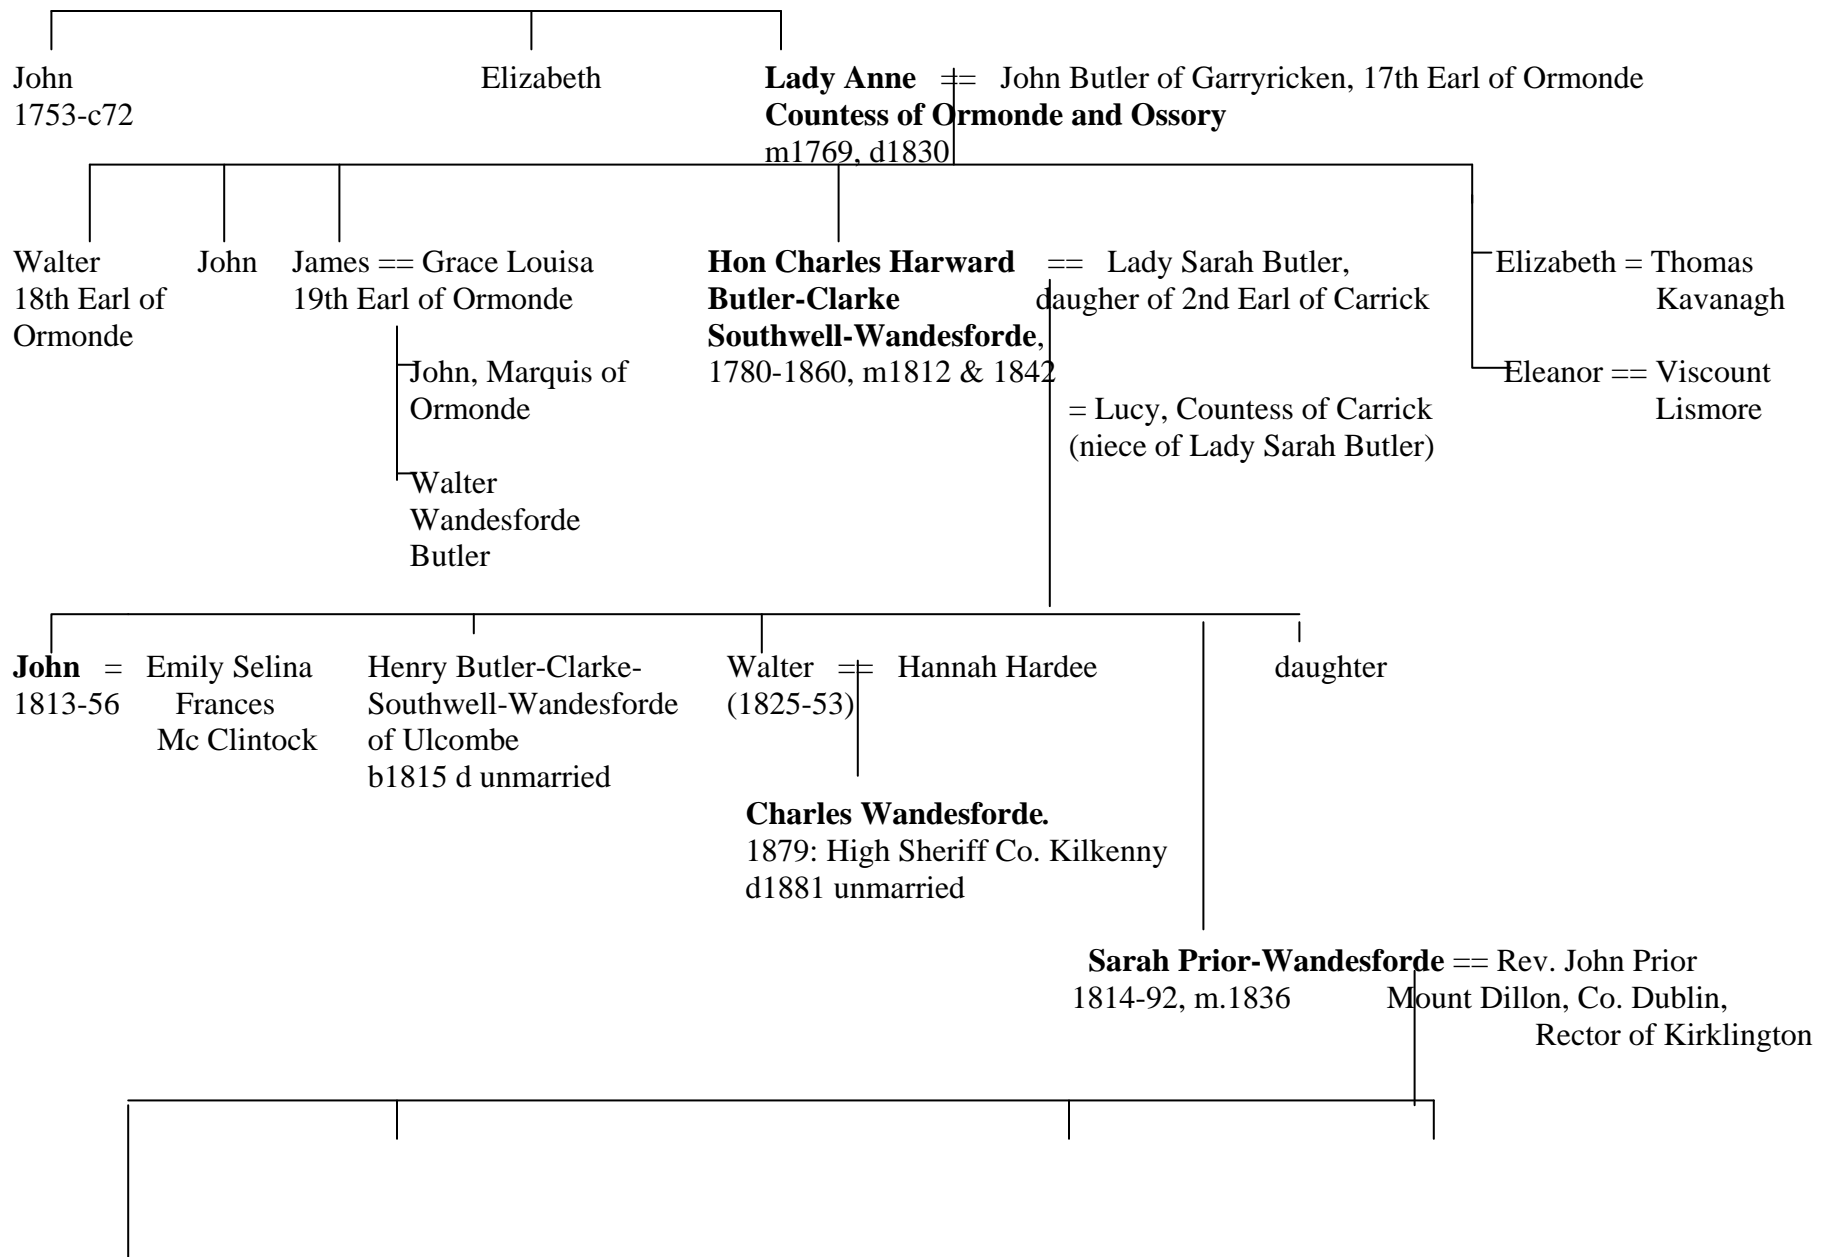 John
1753-c72
Elizabeth
Lady Anne == John Butler of Garryricken, 17th Earl of Ormonde
Countess of Ormonde and Ossory
m1769, d1830
Walter
18th Earl of
Ormonde
John
James == Grace Louisa
19th Earl of Ormonde
John, Marquis of
Ormonde
Walter
Wandesforde
Butler
Hon Charles Harward == Lady Sarah Butler,
Butler-Clarke daugher of 2nd Earl of Carrick
Southwell-Wandesforde,
1780-1860, m1812 & 1842
= Lucy, Countess of Carrick
(niece of Lady Sarah Butler)
Elizabeth = Thomas
Kavanagh
Eleanor == Viscount
Lismore
John = Emily Selina
1813-56 Frances
Mc Clintock
Henry Butler-Clarke-
Southwell-Wandesforde
of Ulcombe
b1815 d unmarried
Walter == Hannah Hardee
(1825-53)
daughter
Charles Wandesforde.
1879: High Sheriff Co. Kilkenny
d1881 unmarried
Sarah Prior-Wandesforde == Rev. John Prior
1814-92, m.1836 Mount Dillon, Co. Dublin,
Rector of Kirklington